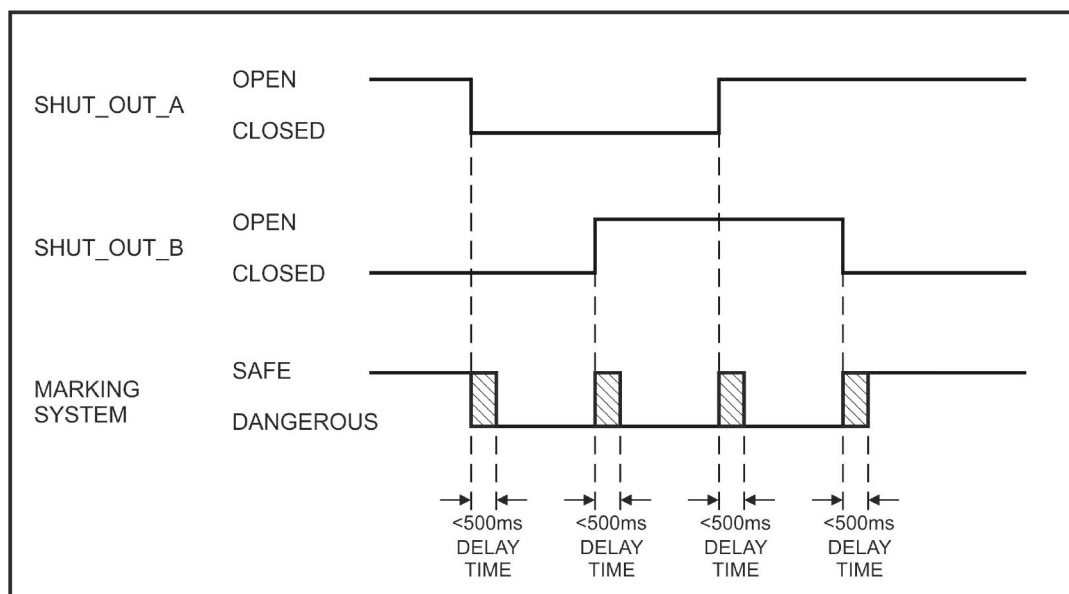 OPEN
SHUT_OUT_A
CLOSED
OPEN
SHUT_OUT_B
CLOSED
SAFE
MARKING
SYSTEM
DANGEROUS
<500ms <500ms <500ms <500ms
DELAY DELAY DELAY DELAY
TIME TIME TIME TIME